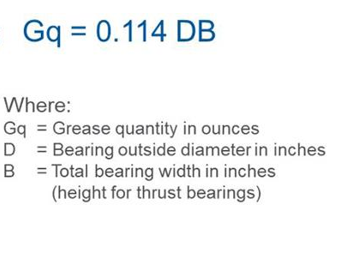 Gq = 0.114 DB
Where:
Gq = Grease quantity in ounces
D = Bearing outside diameter in inches
B = Total bearing width in inches
(height for thrust bearings)